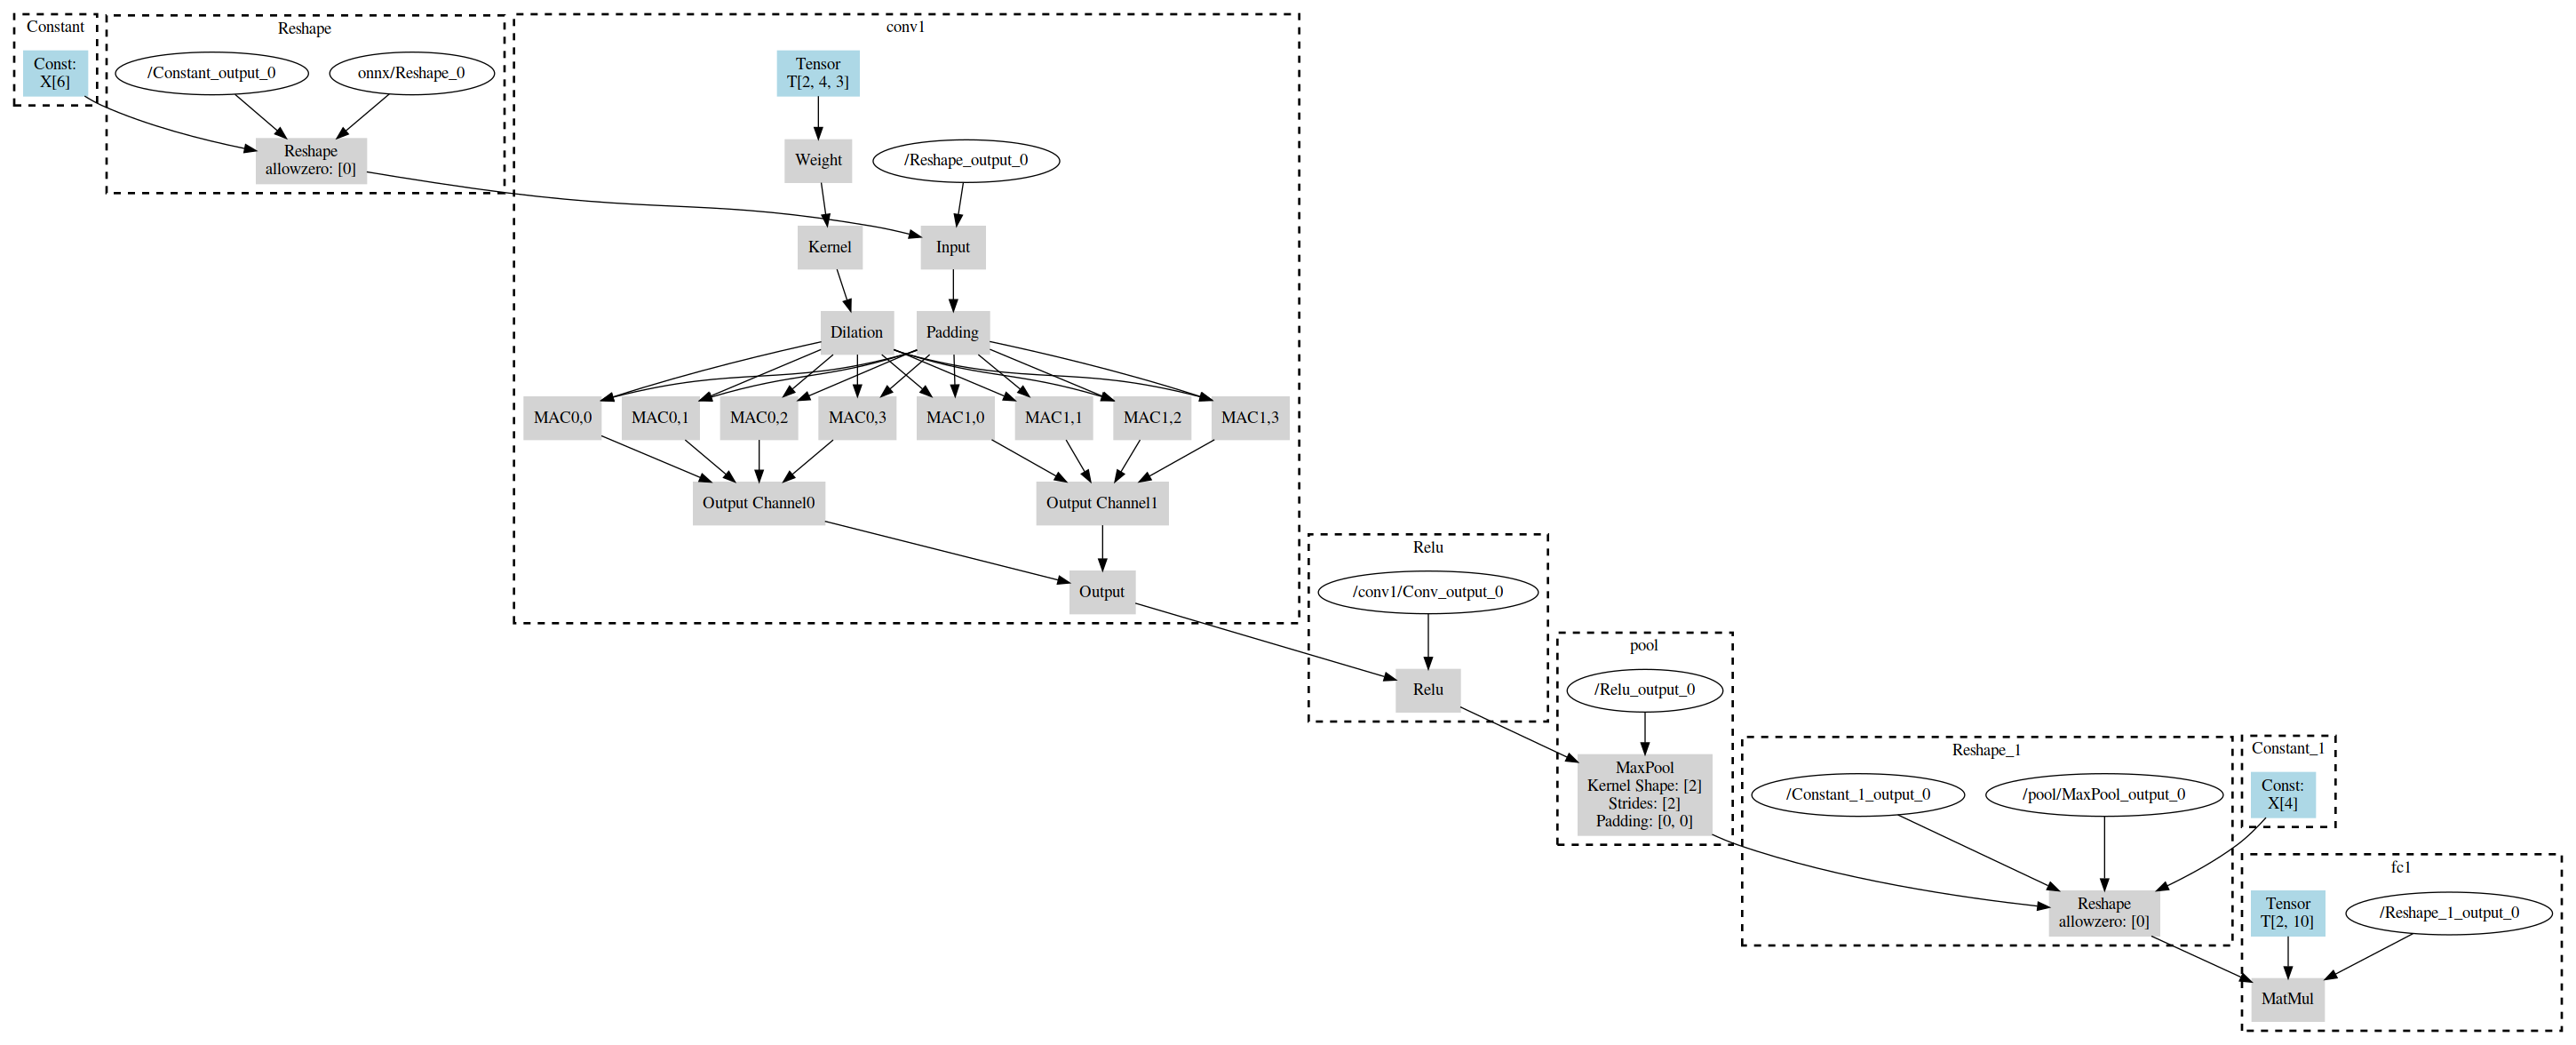 Constant
Const:
X[6]
Reshape
/Constant_output_0
onnx/Reshape_0
Reshape
allowzero: [0]
conv1
Tensor
T[2, 4, 3]
Weight
/Reshape_output_0
Kernel
Input
Dilation
Padding
MAC0,0
MAC0,1
MAC0,2
MAC0,3
MAC1,0
MAC1,1
MAC1,2
MAC1,3
Output Channel0
Output Channel1
Output
Relu
/conv1/Conv_output_0
Relu
pool
/Relu_output_0
MaxPool
Kernel Shape: [2]
Strides: [2]
Padding: [0, 0]
Reshape_1
/Constant_1_output_0
/pool/MaxPool_output_0
Reshape
allowzero: [0]
Constant_1
Const:
X[4]
fc1
Tensor
T[2, 10]
/Reshape_1_output_0
MatMul